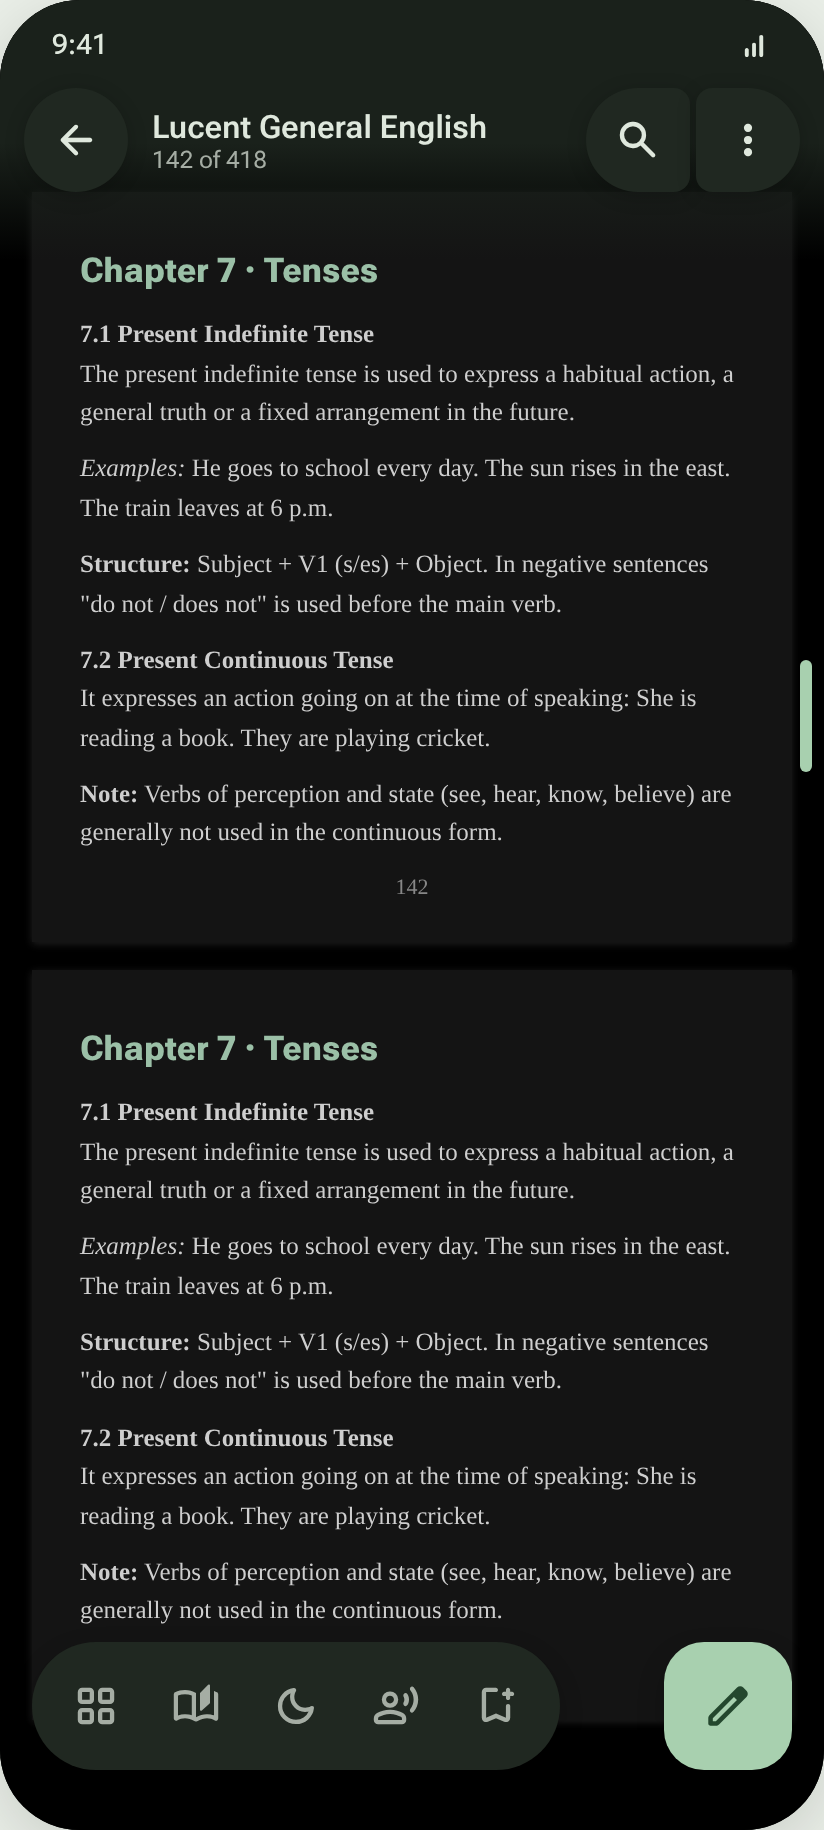 9:41
Lucent General English
142 of 418
Chapter 7 · Tenses
7.1 Present Indefinite Tense
The present indefinite tense is used to express a habitual action, a
general truth or a fixed arrangement in the future.
Examples: He goes to school every day. The sun rises in the east.
The train leaves at 6 p.m.
Structure: Subject + V1 (s/es) + Object. In negative sentences
"do not / does not" is used before the main verb.
7.2 Present Continuous Tense
It expresses an action going on at the time of speaking: She is
reading a book. They are playing cricket.
Note: Verbs of perception and state (see, hear, know, believe) are
generally not used in the continuous form.
142
Chapter 7 · Tenses
7.1 Present Indefinite Tense
The present indefinite tense is used to express a habitual action, a
general truth or a fixed arrangement in the future.
Examples: He goes to school every day. The sun rises in the east.
The train leaves at 6 p.m.
Structure: Subject + V1 (s/es) + Object. In negative sentences
"do not / does not" is used before the main verb.
7.2 Present Continuous Tense
It expresses an action going on at the time of speaking: She is
reading a book. They are playing cricket.
Note: Verbs of perception and state (see, hear, know, believe) are
generally not used in the continuous form.